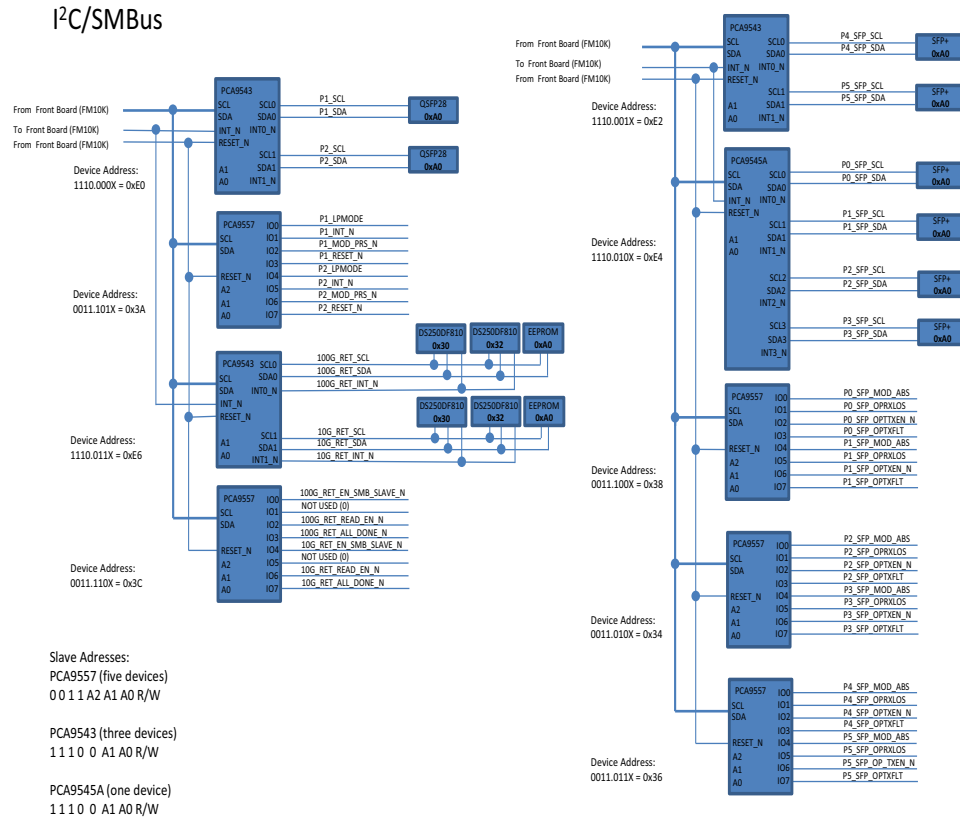 I²C/SMBus
From Front Board (FM10K)
To Front Board (FM10K)
From Front Board (FM10K)
PCA9543
SCL
SDA
INT_N
RESET_N
A1
A0
SCL0
SDA0
INT0_N
SCL1
SDA1
INT1_N
P1_SCL
P1_SDA
QSFP28
0xA0
P2_SCL
P2_SDA
QSFP28
0xA0
Device Address:
1110.000X = 0xE0
PCA9557
SCL
SDA
RESET_N
A2
A1
A0
IO0
IO1
IO2
IO3
IO4
IO5
IO6
IO7
P1_LPMODE
P1_INT_N
P1_MOD_PRS_N
P1_RESET_N
P2_LPMODE
P2_INT_N
P2_MOD_PRS_N
P2_RESET_N
Device Address:
0011.101X = 0x3A
PCA9543
SCL
SDA
INT_N
RESET_N
A1
A0
SCL0
SDA0
INT0_N
SCL1
SDA1
INT1_N
100G_RET_SCL
100G_RET_SDA
100G_RET_INT_N
DS250DF810
0x30
DS250DF810
0x32
EEPROM
0xA0
10G_RET_SCL
10G_RET_SDA
10G_RET_INT_N
DS250DF810
0x30
DS250DF810
0x32
EEPROM
0xA0
Device Address:
1110.011X = 0xE6
PCA9557
SCL
SDA
RESET_N
A2
A1
A0
IO0
IO1
IO2
IO3
IO4
IO5
IO6
IO7
100G_RET_EN_SMB_SLAVE_N
NOT USED (0)
100G_RET_READ_EN_N
100G_RET_ALL_DONE_N
10G_RET_EN_SMB_SLAVE_N
NOT USED (0)
10G_RET_READ_EN_N
10G_RET_ALL_DONE_N
Device Address:
0011.110X = 0x3C
Slave Adresses:
PCA9557 (five devices)
0 0 1 1 A2 A1 A0 R/W
PCA9543 (three devices)
1 1 1 0 0 A1 A0 R/W
PCA9545A (one device)
1 1 1 0 0 A1 A0 R/W
From Front Board (FM10K)
To Front Board (FM10K)
From Front Board (FM10K)
PCA9543
SCL
SDA
INT_N
RESET_N
A1
A0
SCL0
SDA0
INT0_N
SCL1
SDA1
INT1_N
P4_SFP_SCL
P4_SFP_SDA
SFP+
0xA0
P5_SFP_SCL
P5_SFP_SDA
SFP+
0xA0
Device Address:
1110.001X = 0xE2
PCA9545A
SCL
SDA
INT_N
RESET_N
A1
A0
SCL0
SDA0
INT0_N
SCL1
SDA1
INT1_N
SCL2
SDA2
INT2_N
SCL3
SDA3
INT3_N
P0_SFP_SCL
P0_SFP_SDA
SFP+
0xA0
P1_SFP_SCL
P1_SFP_SDA
SFP+
0xA0
P2_SFP_SCL
P2_SFP_SDA
SFP+
0xA0
P3_SFP_SCL
P3_SFP_SDA
SFP+
0xA0
Device Address:
1110.010X = 0xE4
PCA9557
SCL
SDA
RESET_N
A2
A1
A0
IO0
IO1
IO2
IO3
IO4
IO5
IO6
IO7
P0_SFP_MOD_ABS
P0_SFP_OPRXLOS
P0_SFP_OPTTXEN_N
P0_SFP_OPTXFLT
P1_SFP_MOD_ABS
P1_SFP_OPRXLOS
P1_SFP_OPTXEN_N
P1_SFP_OPTXFLT
Device Address:
0011.100X = 0x38
PCA9557
SCL
SDA
RESET_N
A2
A1
A0
IO0
IO1
IO2
IO3
IO4
IO5
IO6
IO7
P2_SFP_MOD_ABS
P2_SFP_OPRXLOS
P2_SFP_OPTXEN_N
P2_SFP_OPTXFLT
P3_SFP_MOD_ABS
P3_SFP_OPRXLOS
P3_SFP_OPTXEN_N
P3_SFP_OPTXFLT
Device Address:
0011.010X = 0x34
PCA9557
SCL
SDA
RESET_N
A2
A1
A0
IO0
IO1
IO2
IO3
IO4
IO5
IO6
IO7
P4_SFP_MOD_ABS
P4_SFP_OPRXLOS
P4_SFP_OPTXEN_N
P4_SFP_OPTXFLT
P5_SFP_MOD_ABS
P5_SFP_OPRXLOS
P5_SFP_OP_TXEN_N
P5_SFP_OPTXFLT
Device Address:
0011.011X = 0x36